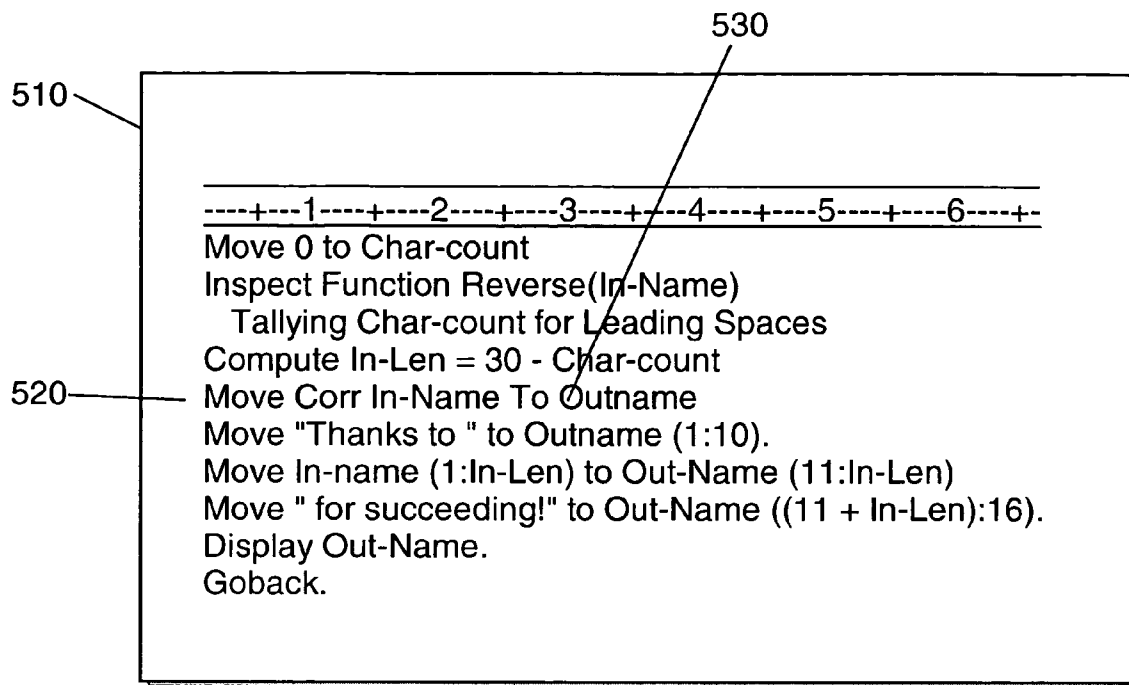 530
510
----+---1----+----2----+----3----+----4----+----5----+----6----+-
Move 0 to Char-count
Inspect Function Reverse(In-Name)
Tallying Char-count for Leading Spaces
Compute In-Len = 30 - Char-count
520 Move Corr In-Name To Outname
Move "Thanks to " to Outname (1:10).
Move In-name (1:In-Len) to Out-Name (11:In-Len)
Move " for succeeding!" to Out-Name ((11 + In-Len):16).
Display Out-Name.
Goback.